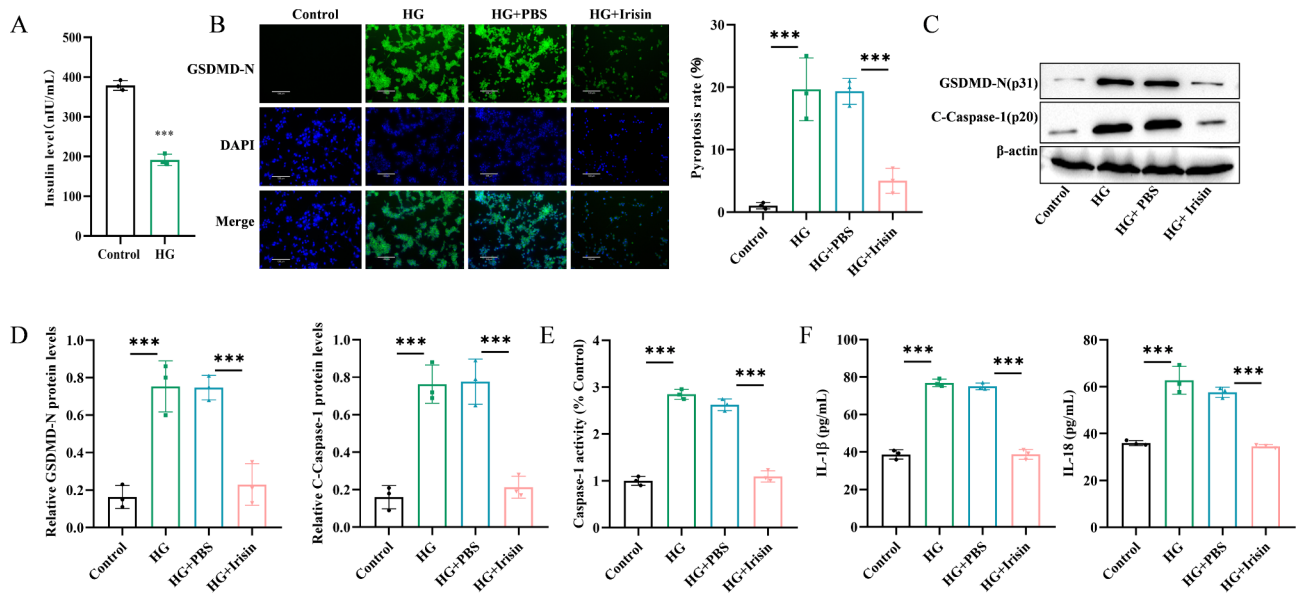 A
Insulin level(nIU/mL)
500
400
300
200
100
0
***
Control HG
B
Control HG HG+PBS HG+Irisin
GSDMD-N
DAPI
Merge
Pyroptosis rate (%)
30
20
10
0
*** ***
Control HG HG+PBS HG+Irisin
C
GSDMD-N(p31)
C-Caspase-1(p20)
β-actin
Control HG HG+ PBS HG+ Irisin
D
Relative GSDMD-N protein levels
1.0
0.8
0.6
0.4
0.2
0.0
*** ***
Control HG HG+PBS HG+Irisin
Relative C-Caspase-1 protein levels
1.0
0.8
0.6
0.4
0.2
0.0
*** ***
Control HG HG+PBS HG+Irisin
E
Caspase-1 activity (% Control)
4
3
2
1
0
*** ***
Control HG HG+PBS HG+Irisin
F
IL-1β (pg/mL)
100
80
60
40
20
0
*** ***
Control HG HG+PBS HG+Irisin
IL-18 (pg/mL)
80
60
40
20
0
*** ***
Control HG HG+PBS HG+Irisin